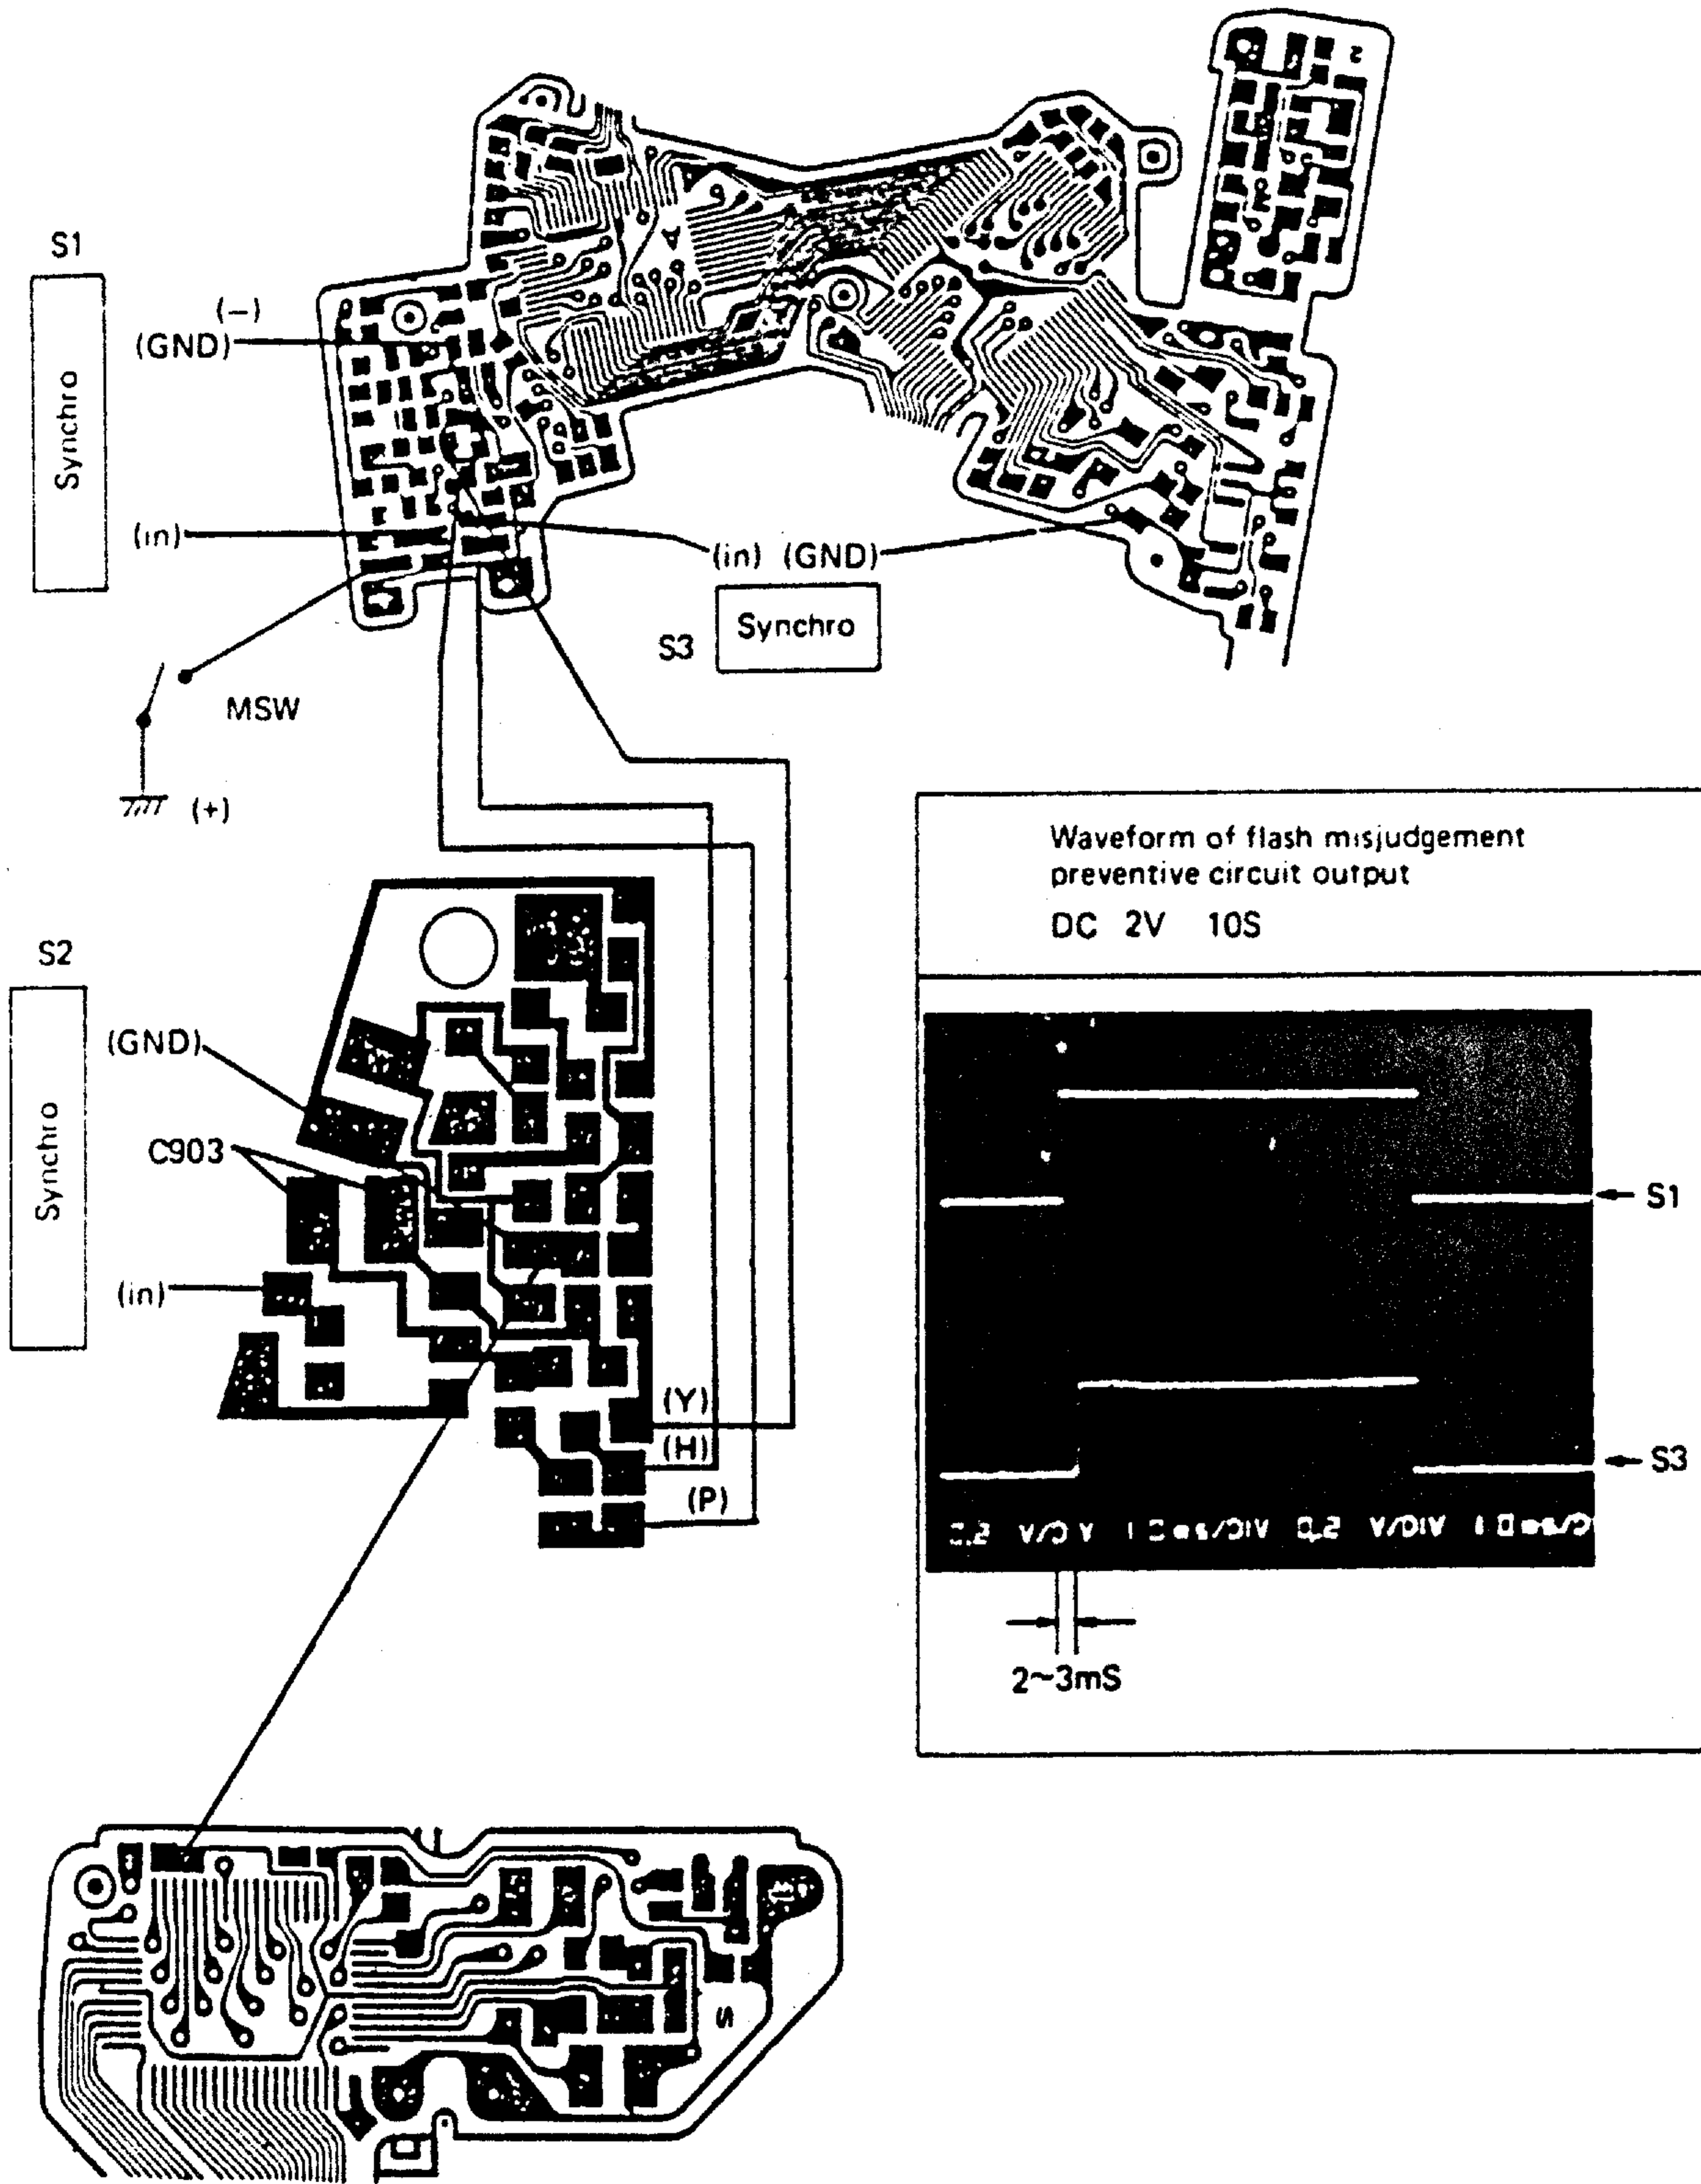 S1
Synchro
(−)
(GND)
(in)
(in) (GND)
S3
Synchro
MSW
(+)
A
2
S2
Synchro
(GND)
C903
(in)
(Y)
(H)
(P)
Waveform of flash misjudgement
preventive circuit output
DC 2V 10S
S1
S3
2~3mS